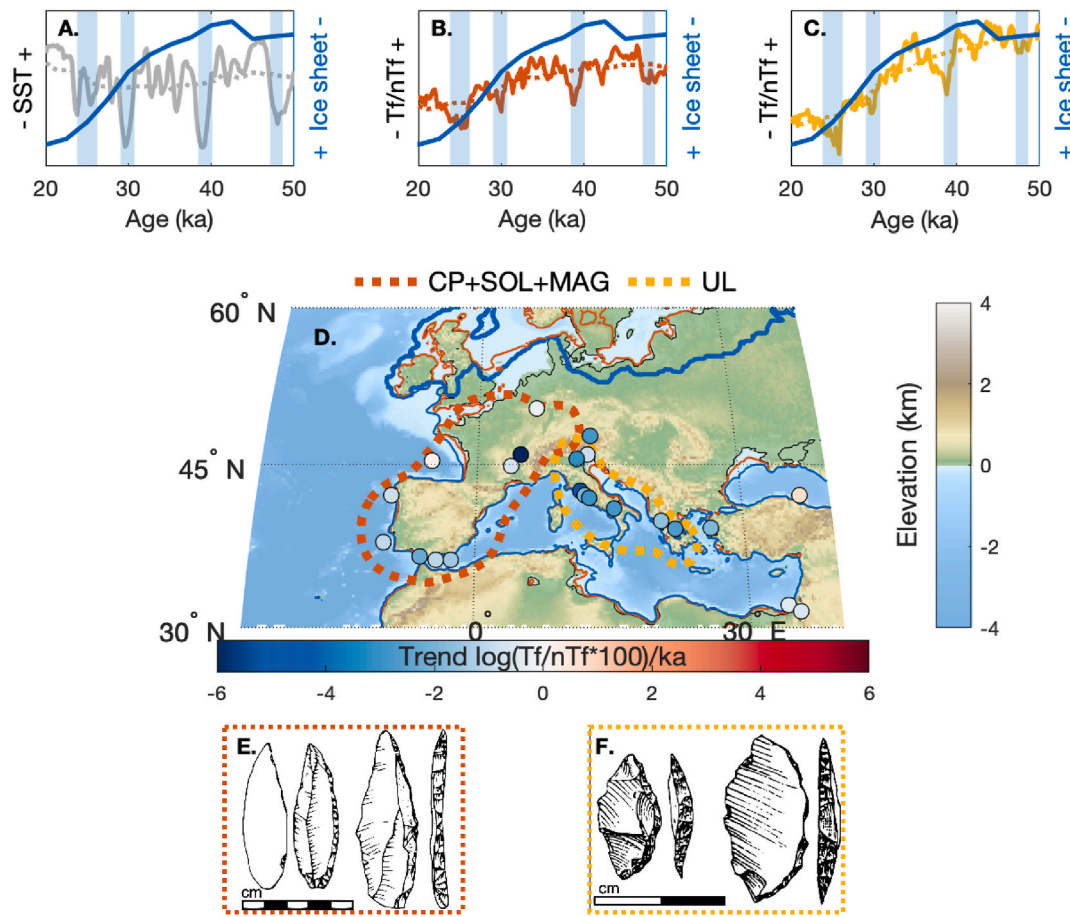 A.
B.
C.
- SST +
+ Ice sheet -
- Tf/nTf +
+ Ice sheet -
- Tf/nTf +
+ Ice sheet -
20 30 40 50
20 30 40 50
20 30 40 50
Age (ka)
Age (ka)
Age (ka)
CP+SOL+MAG
UL
60° N
D.
45° N
30° N
0°
30° E
4
2
0
-2
-4
Elevation (km)
Trend log(Tf/nTf*100)/ka
-6 -4 -2 0 2 4 6
E.
F.
cm
cm